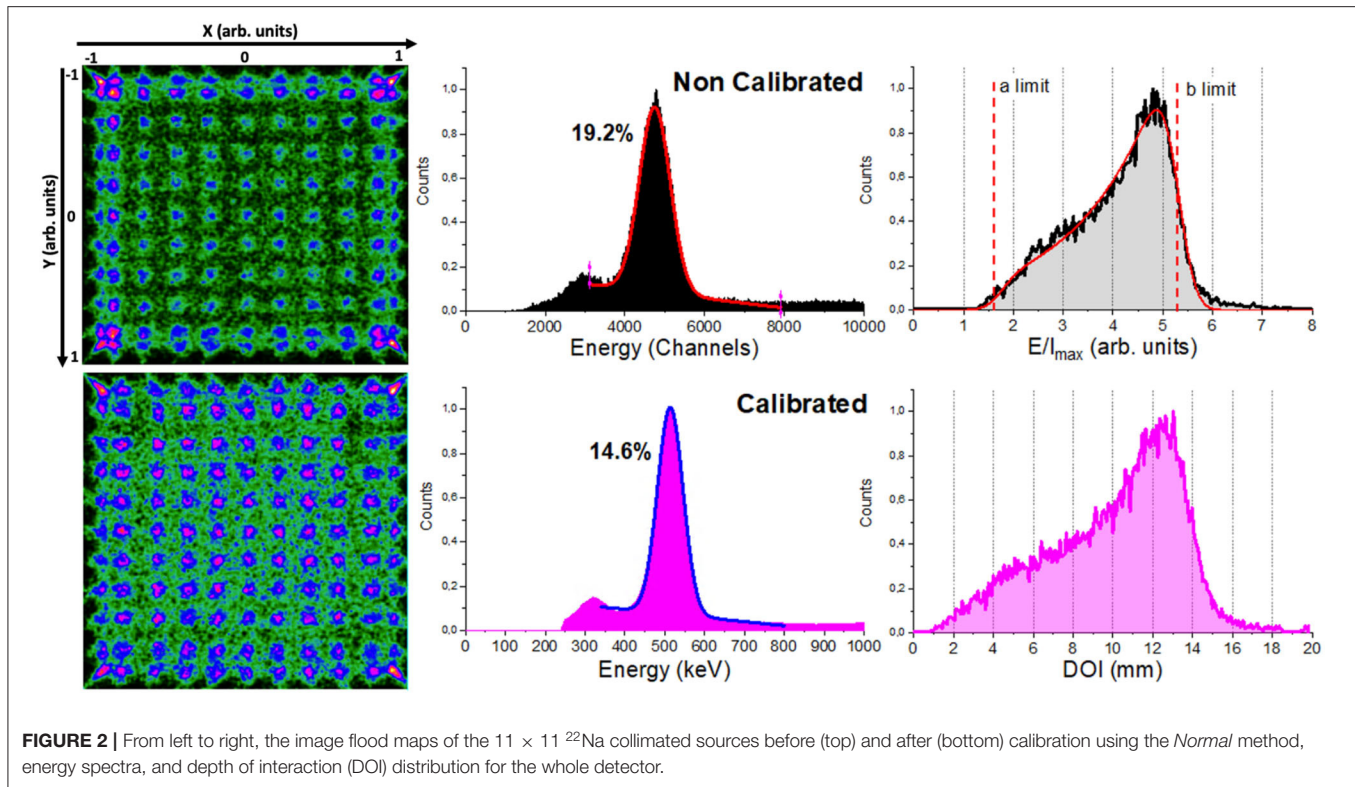 X (arb. units)
-1 0 1
Y (arb. units)
-1
0
1
Non Calibrated
19.2%
Counts
1,0
0,8
0,6
0,4
0,2
0,0
2000 4000 6000 8000 10000
Energy (Channels)
a limit
b limit
Counts
1,0
0,8
0,6
0,4
0,2
0,0
0 1 2 3 4 5 6 7 8
E/Imax (arb. units)
Calibrated
14.6%
Counts
1,0
0,8
0,6
0,4
0,2
0,0
0 100 200 300 400 500 600 700 800 900 1000
Energy (keV)
Counts
1,0
0,8
0,6
0,4
0,2
0,0
0 2 4 6 8 10 12 14 16 18 20
DOI (mm)
FIGURE 2 | From left to right, the image flood maps of the 11 × 11 ²²Na collimated sources before (top) and after (bottom) calibration using the Normal method,
energy spectra, and depth of interaction (DOI) distribution for the whole detector.